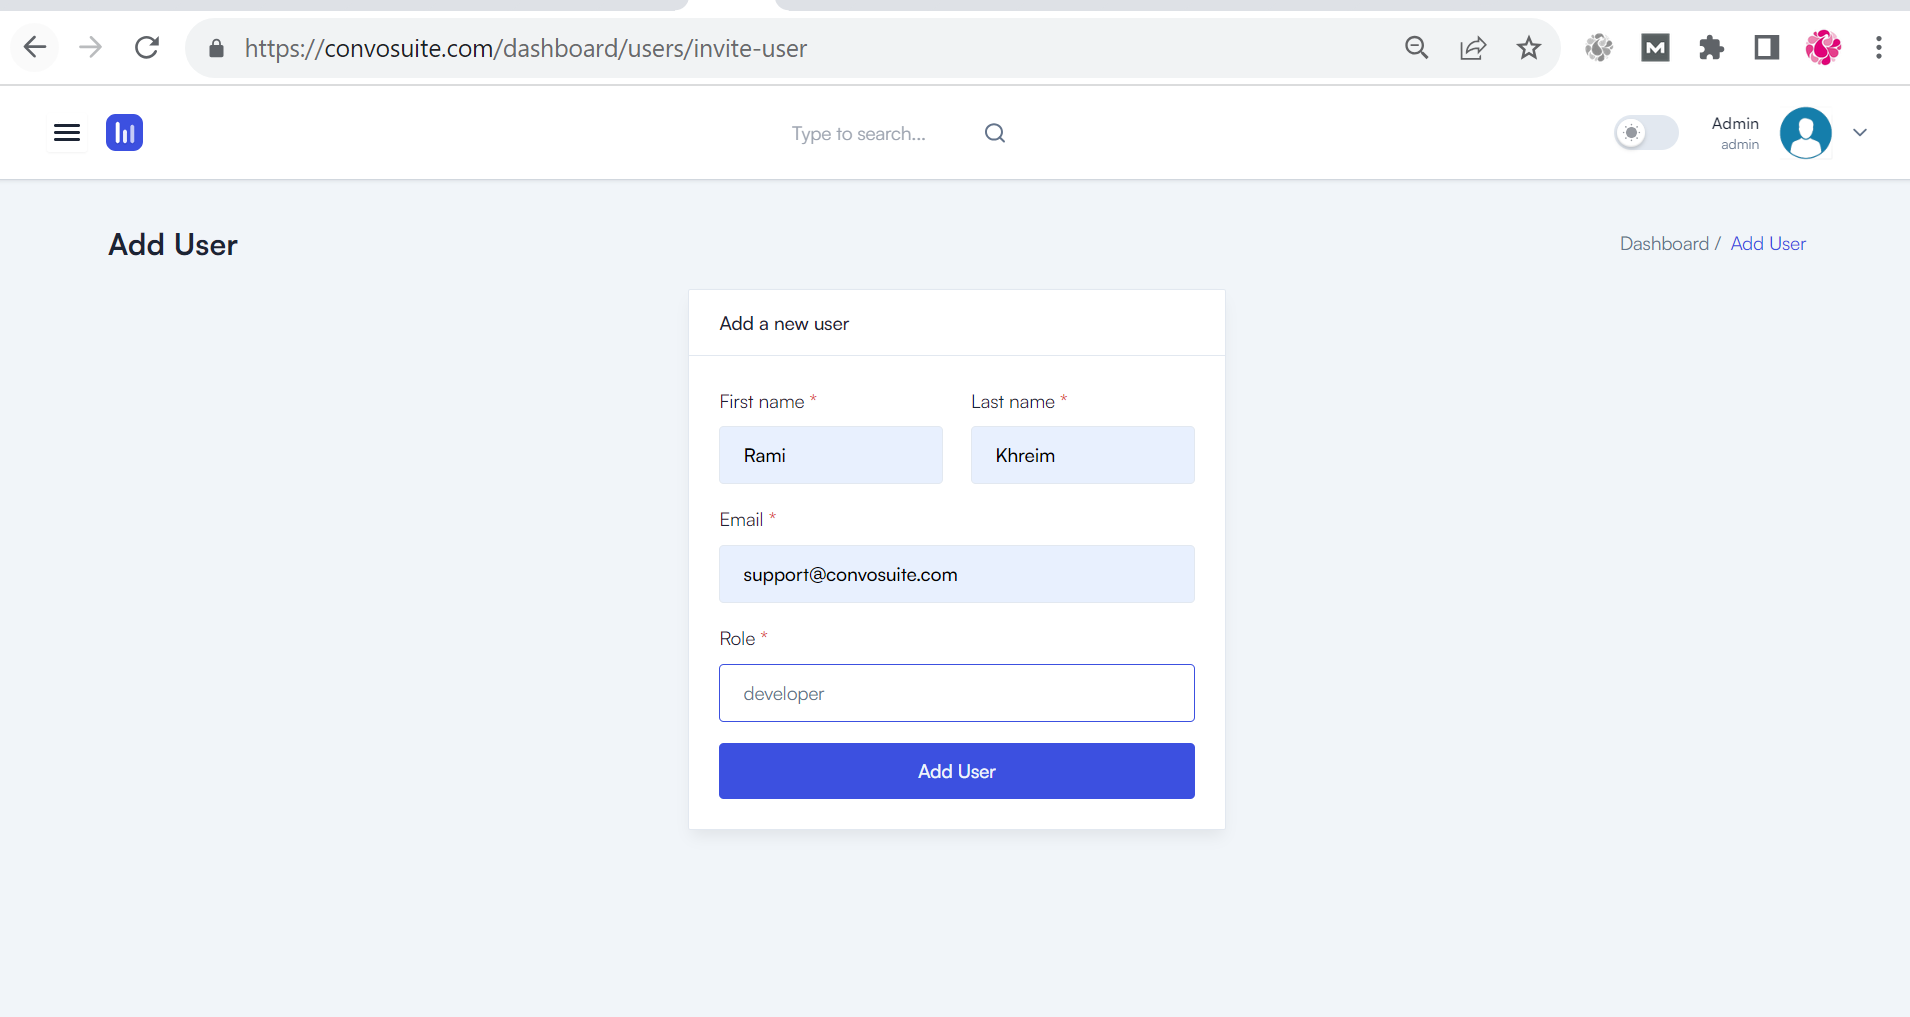 https://convosuite.com/dashboard/users/invite-user
Type to search...
Admin
admin
Add User
Dashboard / Add User
Add a new user
First name * Last name *
Rami Khreim
Email *
support@convosuite.com
Role *
developer
Add User